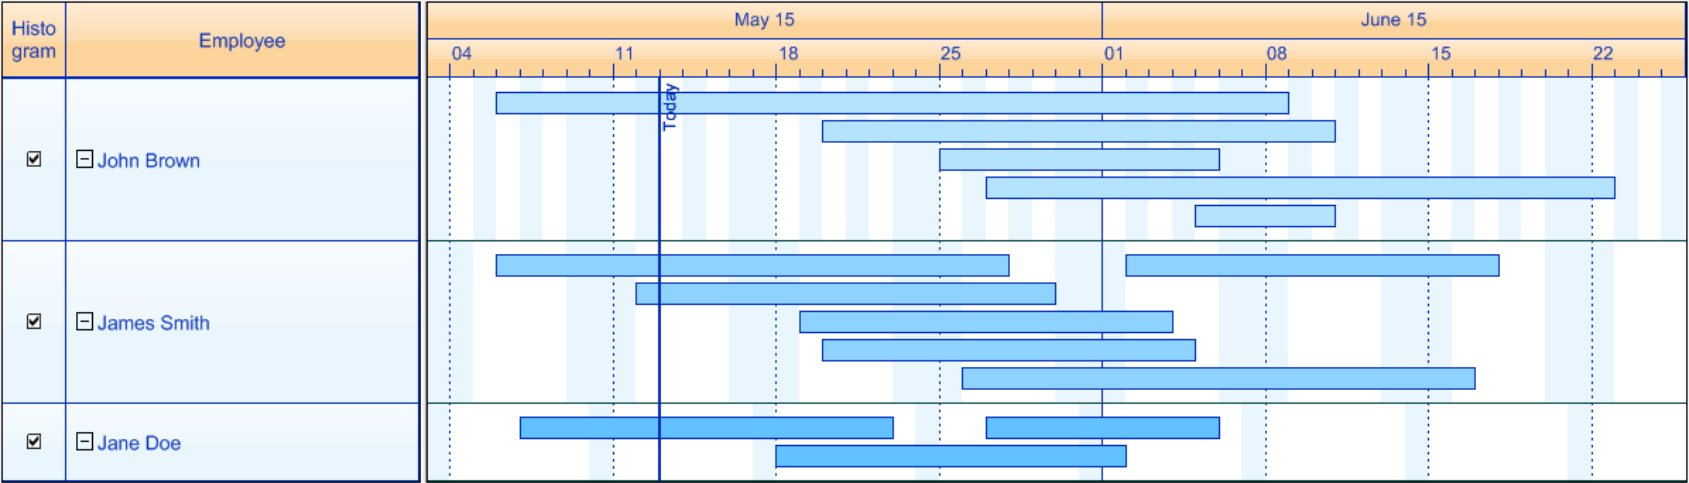 Histo
gram
Employee
May 15
June 15
04 11 18 25 01 08 15 22
Today
John Brown
James Smith
Jane Doe